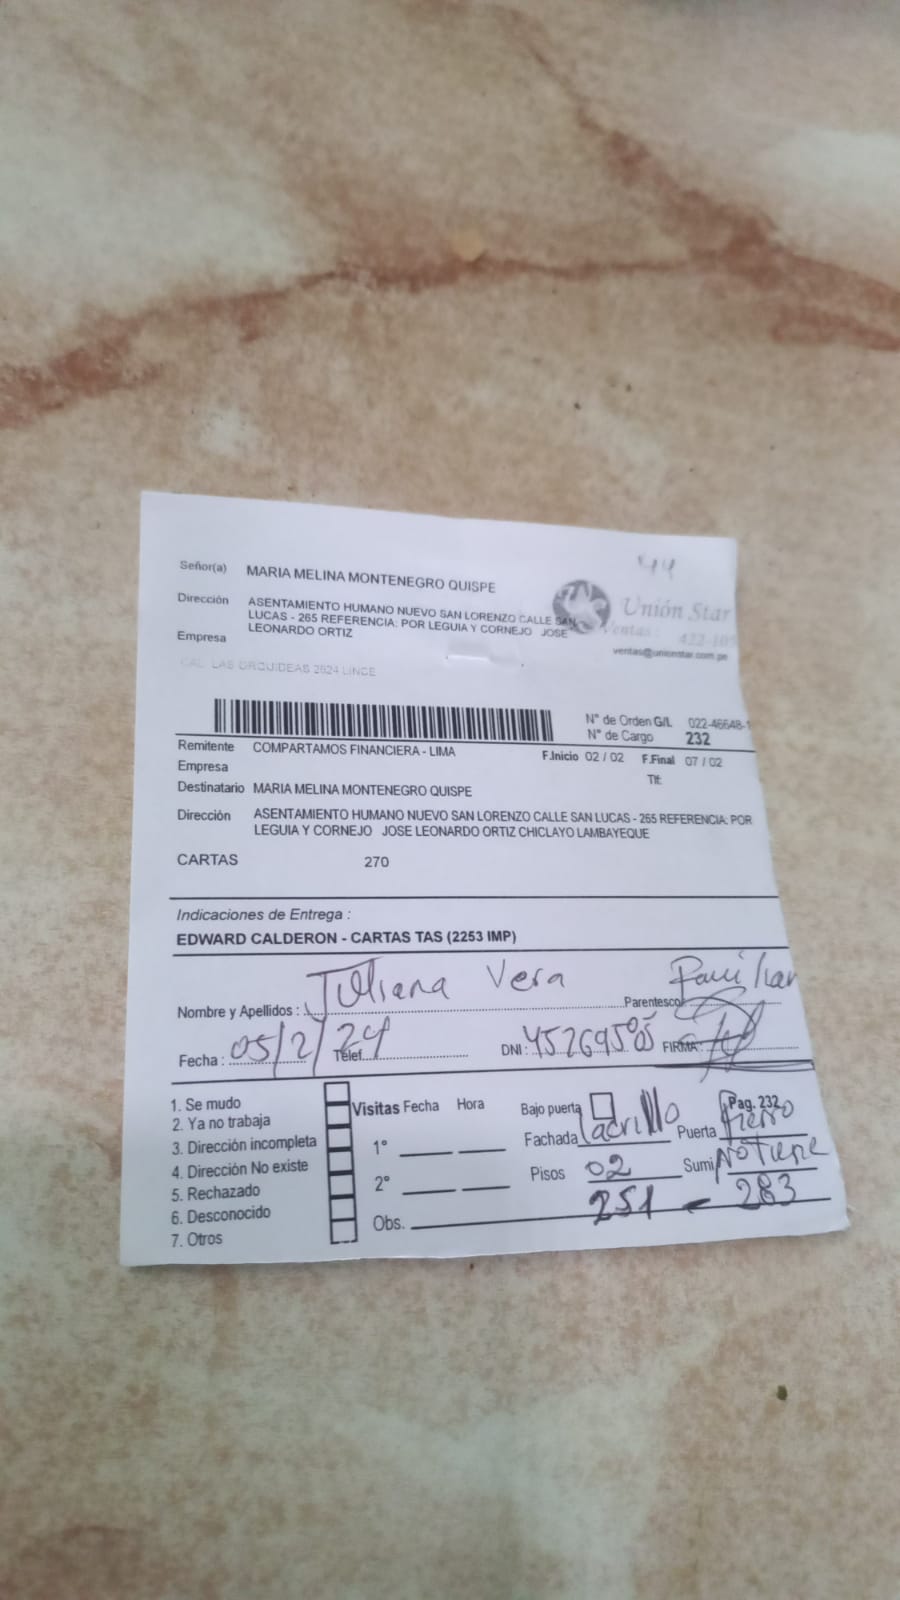 44
Señor(a) MARIA MELINA MONTENEGRO QUISPE
Unión Star
Dirección ASENTAMIENTO HUMANO NUEVO SAN LORENZO CALLE SAN
LUCAS - 265 REFERENCIA: POR LEGUIA Y CORNEJO JOSE
LEONARDO ORTIZ
Ventas:
Empresa
ventas@unionstar.com.pe
CAL. LAS ORQUIDEAS 2624 LINCE
N° de Orden G/L 022-46648-1
N° de Cargo 232
Remitente COMPARTAMOS FINANCIERA - LIMA
F.Inicio 02 / 02 F.Final 07 / 02
Empresa
Tlf:
Destinatario MARIA MELINA MONTENEGRO QUISPE
Dirección ASENTAMIENTO HUMANO NUEVO SAN LORENZO CALLE SAN LUCAS - 265 REFERENCIA: POR
LEGUIA Y CORNEJO JOSE LEONARDO ORTIZ CHICLAYO LAMBAYEQUE
CARTAS 270
Indicaciones de Entrega :
EDWARD CALDERON - CARTAS TAS (2253 IMP)
Nombre y Apellidos : Juliana Vera Parentesco Familiar
Fecha : 05/2/24 Telef. DNI : FIRMA:
1. Se mudo
2. Ya no trabaja
3. Dirección incompleta
4. Dirección No existe
5. Rechazado
6. Desconocido
7. Otros
Visitas Fecha Hora
1°
2°
Obs.
Bajo puerta Pag. 232
Fachada ladrillo Puerta fierro
Pisos 02 Sumi No tiene
251 - 283